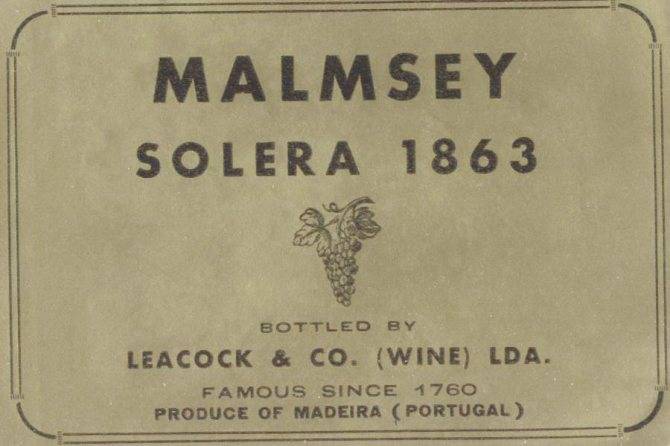 MALMSEY
SOLERA 1863
BOTTLED BY
LEACOCK & CO. (WINE) LDA.
FAMOUS SINCE 1760
PRODUCE OF MADEIRA (PORTUGAL)